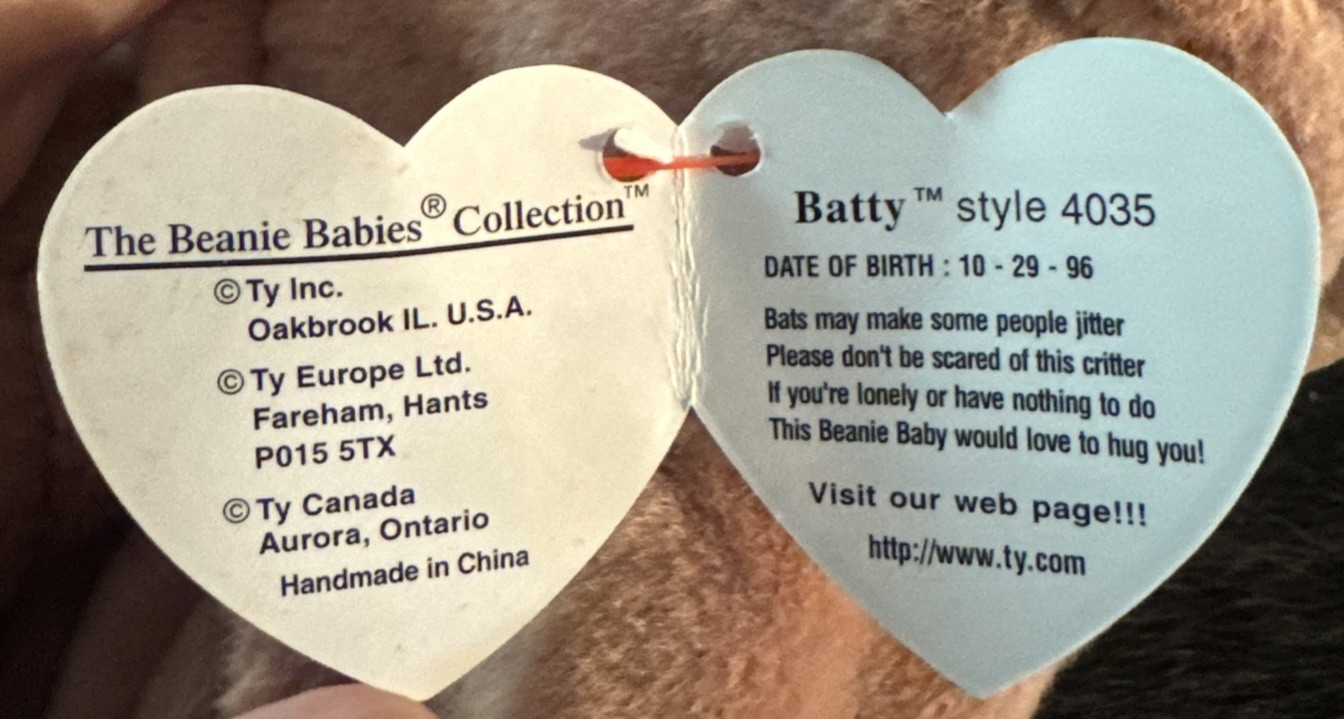 The Beanie Babies® Collection™
© Ty Inc.
Oakbrook IL. U.S.A.
© Ty Europe Ltd.
Fareham, Hants
P015 5TX
© Ty Canada
Aurora, Ontario
Handmade in China
Batty™ style 4035
DATE OF BIRTH : 10 - 29 - 96
Bats may make some people jitter
Please don't be scared of this critter
If you're lonely or have nothing to do
This Beanie Baby would love to hug you!
Visit our web page!!!
http://www.ty.com